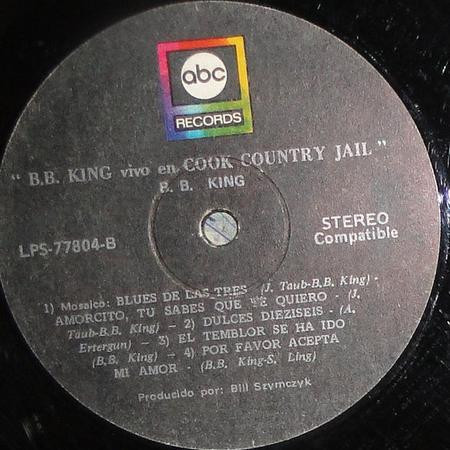 abc
RECORDS
" B.B. KING vivo en COOK COUNTRY JAIL "
B. B. KING
STEREO
LPS-77804-B
Compatible
1) Mosaico: BLUES DE LAS TRES (J. Taub-B.B. King) -
AMORCITO, TU SABES QUE TE QUIERO - (J.
Taub-B.B. King) - 2) DULCES DIEZISEIS - (A.
Ertergun) - 3) EL TEMBLOR SE HA IDO
(B.B. King) - 4) POR FAVOR ACEPTA
MI AMOR - (B.B. King-S. Ling)
Producido por: Bill Szymczyk